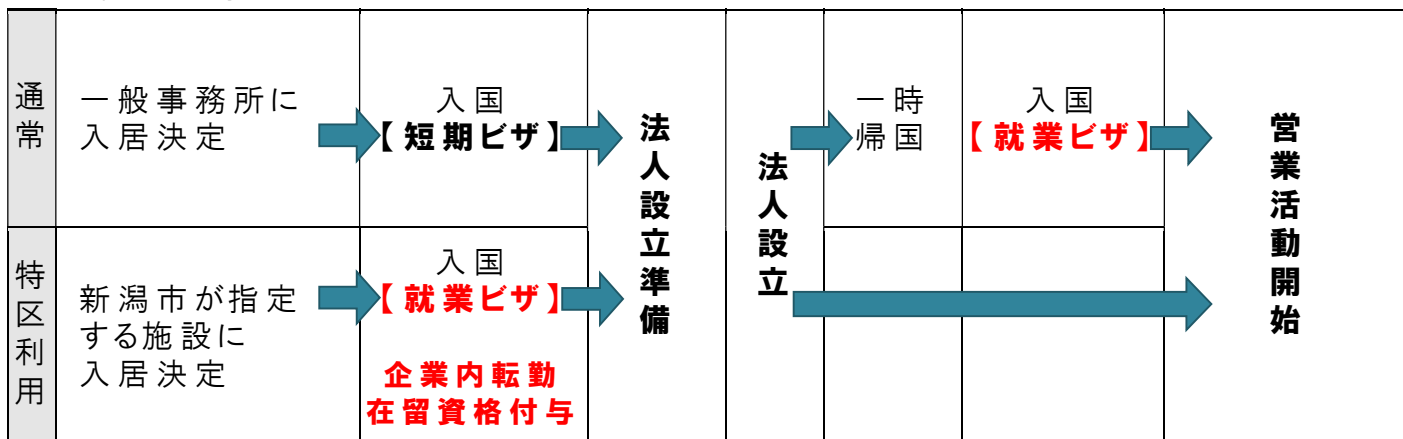 通常
一般事務所に
入居決定
入国
【短期ビザ】
法人設立準備
法人設立
一時
帰国
入国
【就業ビザ】
営業活動開始
特区利用
新潟市が指定
する施設に
入居決定
入国
【就業ビザ】
企業内転勤
在留資格付与